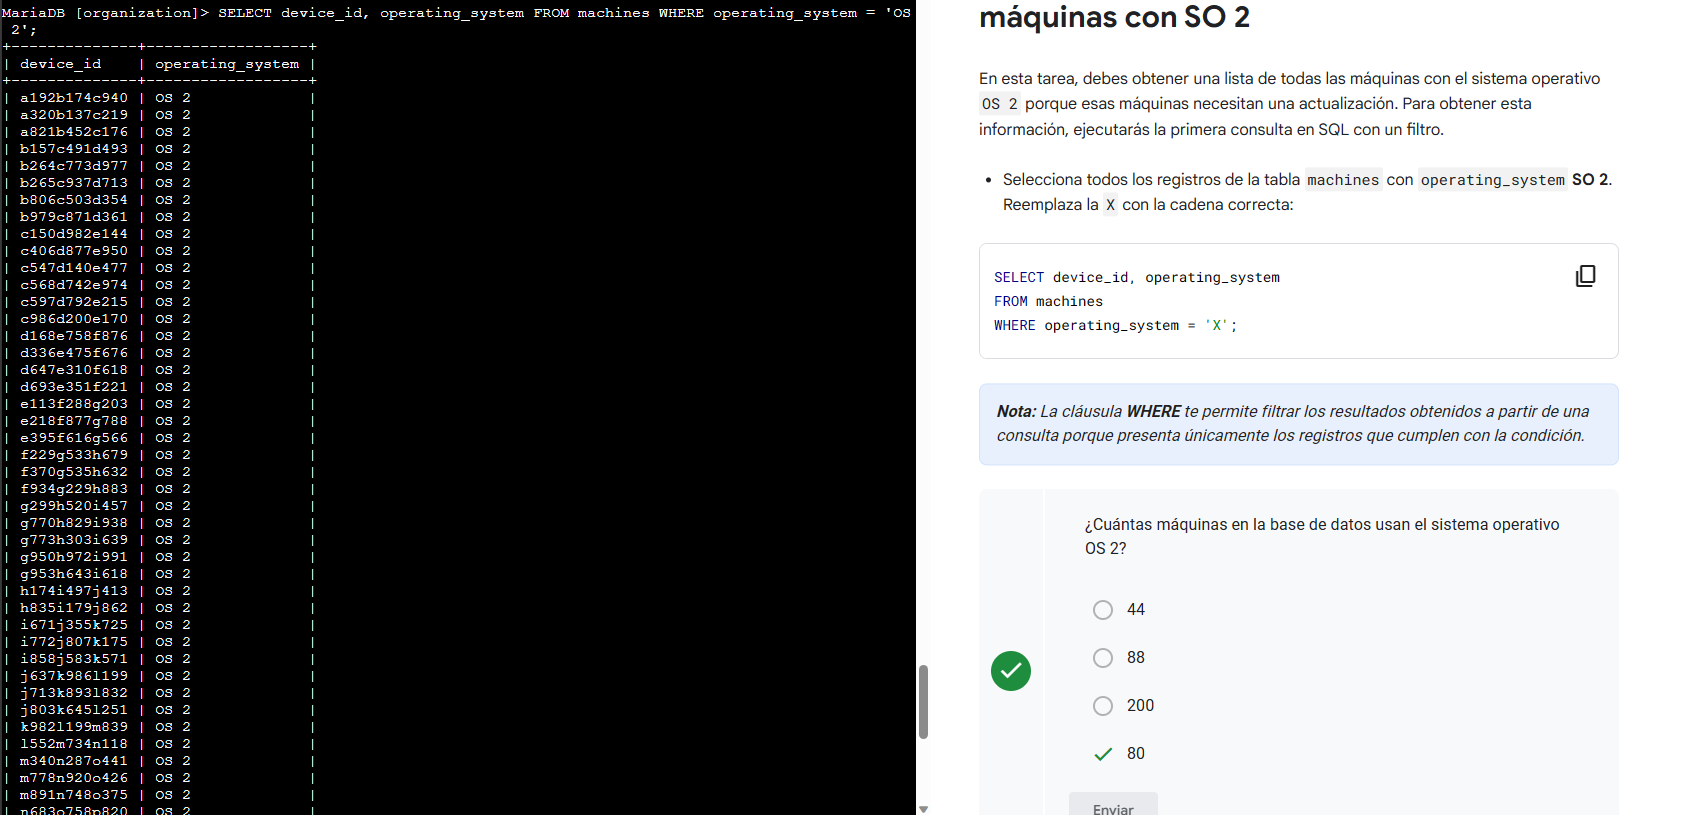 MariaDB [organization]> SELECT device_id, operating_system FROM machines WHERE operating_system = 'OS
 2';
+--------------+------------------+
| device_id    | operating_system |
+--------------+------------------+
| a192b174c940 | OS 2             |
| a320b137c219 | OS 2             |
| a821b452c176 | OS 2             |
| b157c491d493 | OS 2             |
| b264c773d977 | OS 2             |
| b265c937d713 | OS 2             |
| b806c503d354 | OS 2             |
| b979c871d361 | OS 2             |
| c150d982e144 | OS 2             |
| c406d877e950 | OS 2             |
| c547d140e477 | OS 2             |
| c568d742e974 | OS 2             |
| c597d792e215 | OS 2             |
| c986d200e170 | OS 2             |
| d168e758f876 | OS 2             |
| d336e475f676 | OS 2             |
| d647e310f618 | OS 2             |
| d693e351f221 | OS 2             |
| e113f288g203 | OS 2             |
| e218f877g788 | OS 2             |
| e395f616g566 | OS 2             |
| f229g533h679 | OS 2             |
| f370g535h632 | OS 2             |
| f934g229h883 | OS 2             |
| g299h520i457 | OS 2             |
| g770h829i938 | OS 2             |
| g773h303i639 | OS 2             |
| g950h972i991 | OS 2             |
| g953h643i618 | OS 2             |
| h174i497j413 | OS 2             |
| h835i179j862 | OS 2             |
| i671j355k725 | OS 2             |
| i772j807k175 | OS 2             |
| i858j583k571 | OS 2             |
| j637k986l199 | OS 2             |
| j713k893l832 | OS 2             |
| j803k645l251 | OS 2             |
| k982l199m839 | OS 2             |
| l552m734n118 | OS 2             |
| m340n287o441 | OS 2             |
| m778n920o426 | OS 2             |
| m891n748o375 | OS 2             |
| n683o758p820 | OS 2             |
máquinas con SO 2
En esta tarea, debes obtener una lista de todas las máquinas con el sistema operativo
OS 2 porque esas máquinas necesitan una actualización. Para obtener esta
información, ejecutarás la primera consulta en SQL con un filtro.
• Selecciona todos los registros de la tabla machines con operating_system SO 2.
Reemplaza la X con la cadena correcta:
SELECT device_id, operating_system
FROM machines
WHERE operating_system = 'X';
Nota: La cláusula WHERE te permite filtrar los resultados obtenidos a partir de una
consulta porque presenta únicamente los registros que cumplen con la condición.
¿Cuántas máquinas en la base de datos usan el sistema operativo
OS 2?
44
88
200
80
Enviar